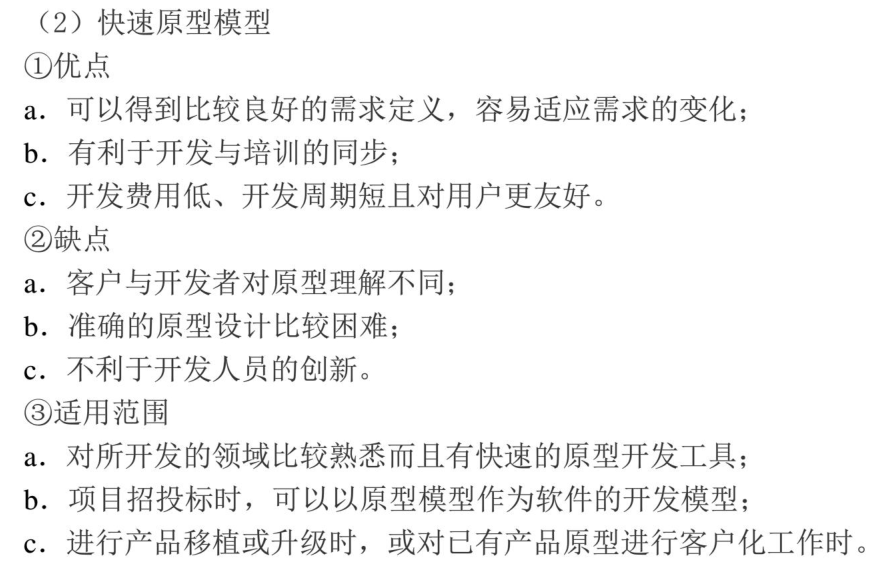 （2）快速原型模型
①优点
a．可以得到比较良好的需求定义，容易适应需求的变化；
b．有利于开发与培训的同步；
c．开发费用低、开发周期短且对用户更友好。
②缺点
a．客户与开发者对原型理解不同；
b．准确的原型设计比较困难；
c．不利于开发人员的创新。
③适用范围
a．对所开发的领域比较熟悉而且有快速的原型开发工具；
b．项目招投标时，可以以原型模型作为软件的开发模型；
c．进行产品移植或升级时，或对已有产品原型进行客户化工作时。